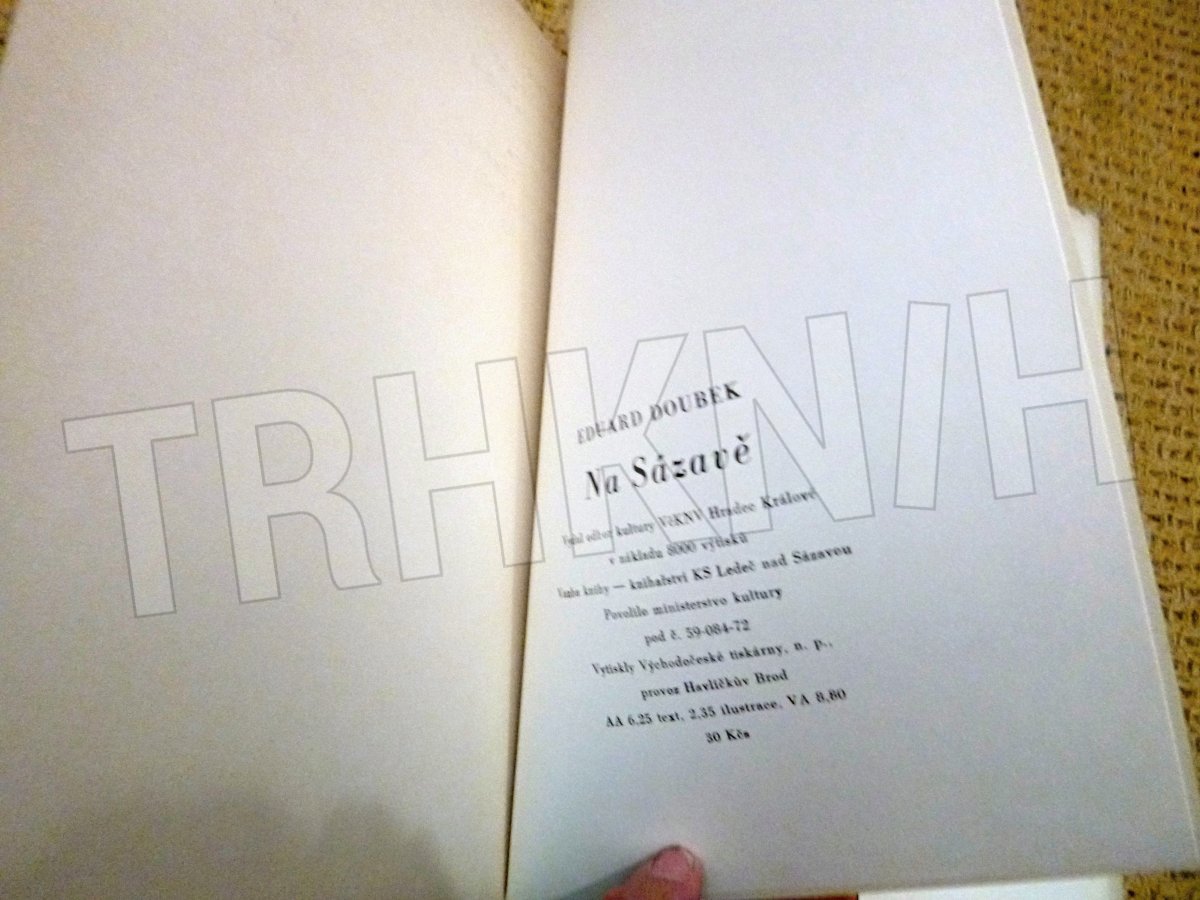 EDUARD DOUBEK
Na Sázavě
Vydal odbor kultury VčKNV Hradec Králové
v nákladu 8000 výtisků
Vazba knihy — knihařství KS Ledeč nad Sázavou
Povolilo ministerstvo kultury
pod č. 59-084-72
Vytiskly Východočeské tiskárny, n. p.,
provoz Havlíčkův Brod
AA 6.25 text, 2,35 ilustrace, VA 8,80
30 Kčs
TRHKNIH